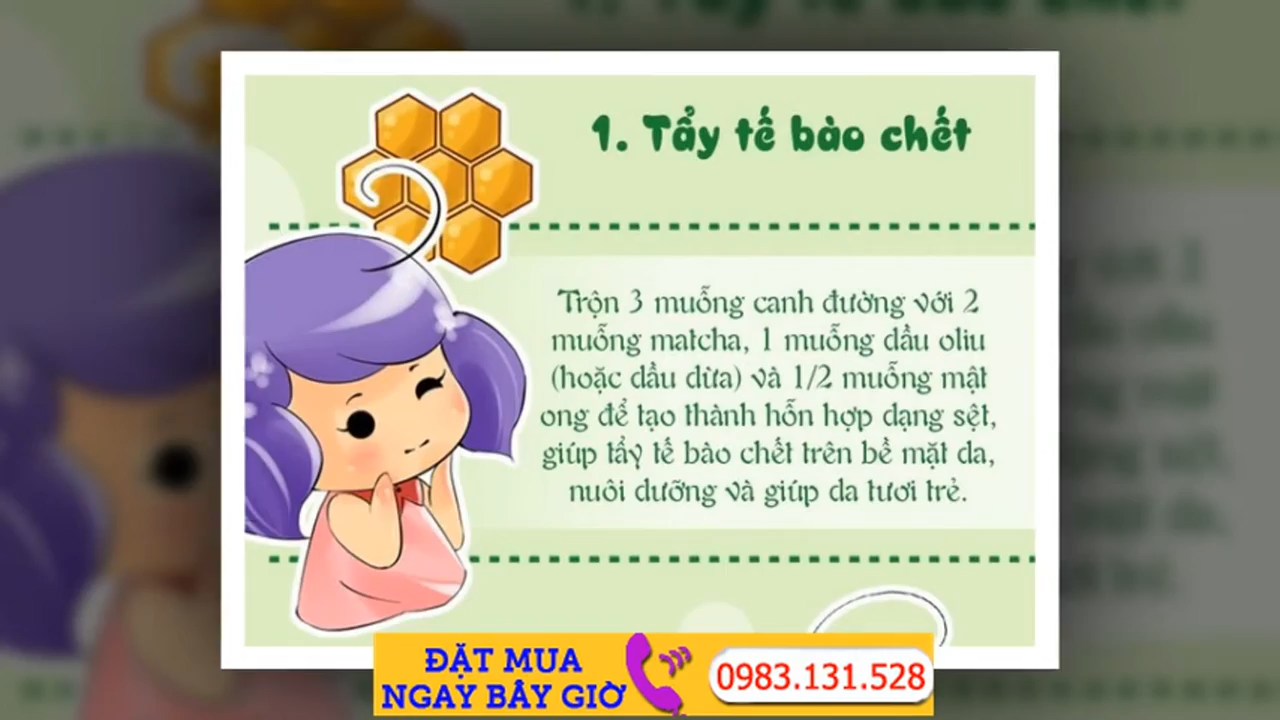 1. Tẩy tế bào chết
Trộn 3 muỗng canh đường với 2
muỗng matcha, 1 muỗng dầu oliu
(hoặc dầu dừa) và 1/2 muỗng mật
ong để tạo thành hỗn hợp dạng sệt,
giúp tẩy tế bào chết trên bề mặt da,
nuôi dưỡng và giúp da tươi trẻ.
ĐẶT MUA
NGAY BÂY GIỜ
0983.131.528